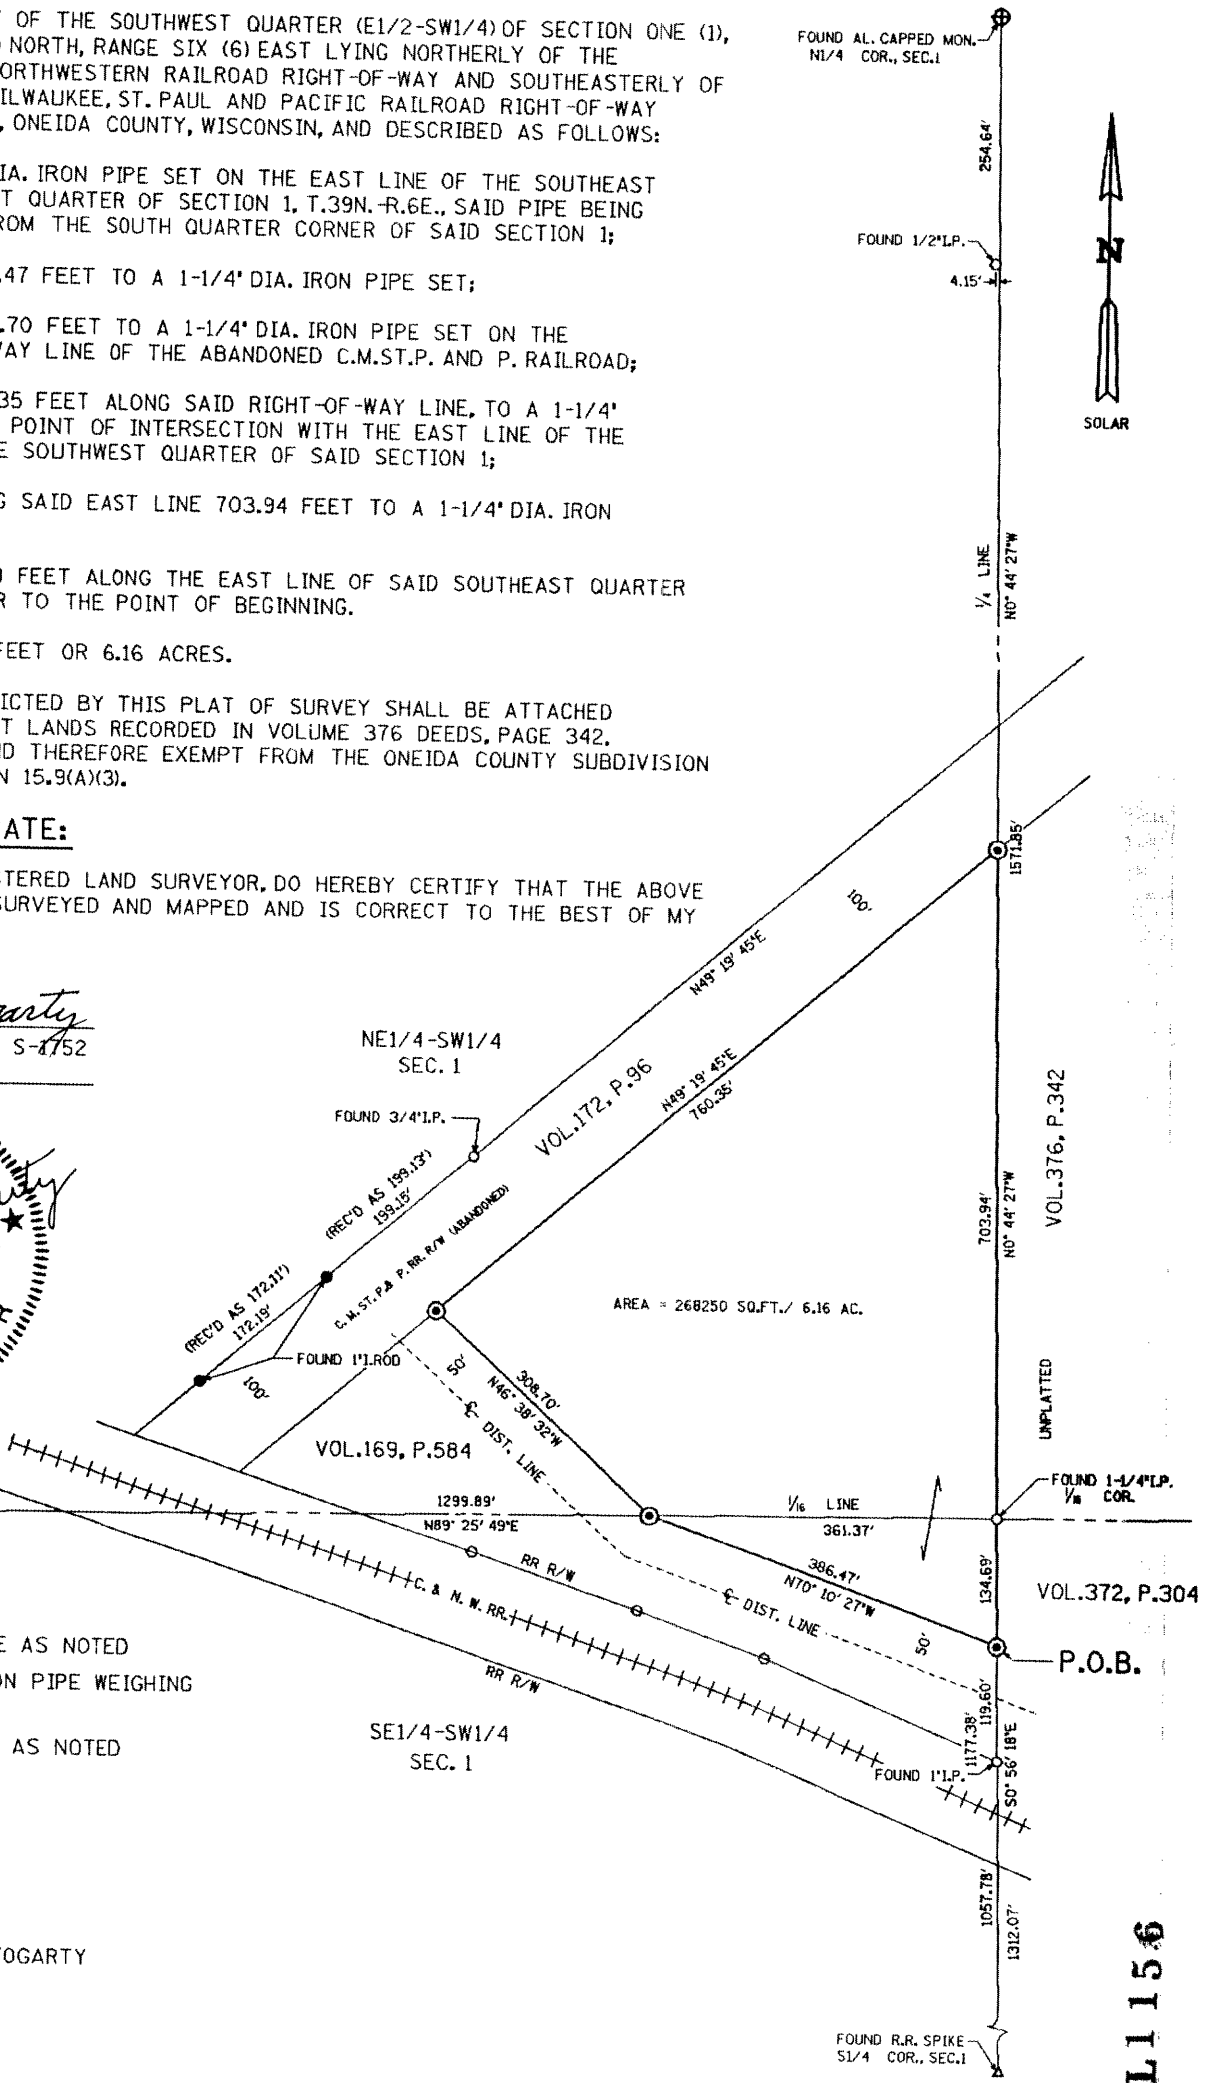 OF THE SOUTHWEST QUARTER (E1/2-SW1/4) OF SECTION ONE (1),
NORTH, RANGE SIX (6) EAST LYING NORTHERLY OF THE
ORTHWESTERN RAILROAD RIGHT-OF-WAY AND SOUTHEASTERLY OF
ILWAUKEE, ST. PAUL AND PACIFIC RAILROAD RIGHT-OF-WAY
, ONEIDA COUNTY, WISCONSIN, AND DESCRIBED AS FOLLOWS:
IA. IRON PIPE SET ON THE EAST LINE OF THE SOUTHEAST
T QUARTER OF SECTION 1, T.39N.-R.6E., SAID PIPE BEING
ROM THE SOUTH QUARTER CORNER OF SAID SECTION 1;
.47 FEET TO A 1-1/4" DIA. IRON PIPE SET;
.70 FEET TO A 1-1/4" DIA. IRON PIPE SET ON THE
WAY LINE OF THE ABANDONED C.M.ST.P. AND P. RAILROAD;
35 FEET ALONG SAID RIGHT-OF-WAY LINE, TO A 1-1/4"
POINT OF INTERSECTION WITH THE EAST LINE OF THE
E SOUTHWEST QUARTER OF SAID SECTION 1;
G SAID EAST LINE 703.94 FEET TO A 1-1/4" DIA. IRON
FEET ALONG THE EAST LINE OF SAID SOUTHEAST QUARTER
R TO THE POINT OF BEGINNING.
FEET OR 6.16 ACRES.
ICTED BY THIS PLAT OF SURVEY SHALL BE ATTACHED
T LANDS RECORDED IN VOLUME 376 DEEDS, PAGE 342.
ND THEREFORE EXEMPT FROM THE ONEIDA COUNTY SUBDIVISION
N 15.9(A)(3).
ATE:
STERED LAND SURVEYOR, DO HEREBY CERTIFY THAT THE ABOVE
SURVEYED AND MAPPED AND IS CORRECT TO THE BEST OF MY
arty
S-1752
FOUND AL. CAPPED MON.
N1/4 COR., SEC.1
254.64'
FOUND 1/2"I.P.
4.15'
N
SOLAR
1/4 LINE
N0° 44' 27"W
1571.85'
100'
N49° 19' 45"E
NE1/4-SW1/4
SEC. 1
VOL.172, P.96
N49° 19' 45"E
760.35'
FOUND 3/4"I.P.
(REC'D AS 199.13')
199.15'
C.M.ST.P.& P.RR. R/W (ABANDONED)
(REC'D AS 172.11')
172.19'
FOUND 1"I.ROD
100'
703.94'
N0° 44' 27"W
VOL.376, P.342
AREA = 268250 SQ.FT./ 6.16 AC.
50'
308.70'
N46° 38' 32"W
℄ DIST. LINE
UNPLATTED
VOL.169, P.584
FOUND 1-1/4"I.P.
1/16 COR.
1299.89'
N89° 25' 49"E
1/16 LINE
361.37'
RR R/W
C. & N. W. RR.
386.47'
N70° 10' 27"W
℄ DIST. LINE
134.69'
VOL.372, P.304
50'
P.O.B.
E AS NOTED
ON PIPE WEIGHING
AS NOTED
RR R/W
SE1/4-SW1/4
SEC. 1
119.60'
1177.38'
S0° 56' 18"E
FOUND 1"I.P.
1057.78'
1312.07'
OGARTY
FOUND R.R. SPIKE
S1/4 COR., SEC.1
L1156